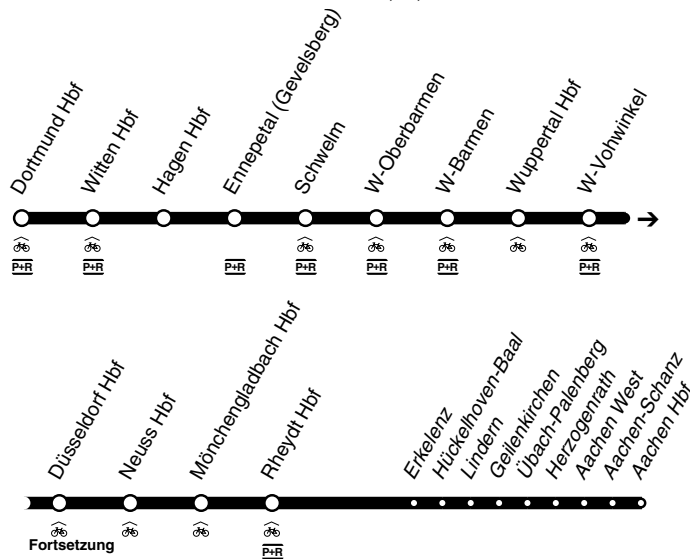 Dortmund Hbf
Witten Hbf
Hagen Hbf
Ennepetal (Gevelsberg)
Schwelm
W-Oberbarmen
W-Barmen
Wuppertal Hbf
W-Vohwinkel
P+R
P+R
P+R
P+R
P+R
P+R
P+R
Düsseldorf Hbf
Neuss Hbf
Mönchengladbach Hbf
Rheydt Hbf
Erkelenz
Hückelhoven-Baal
Lindern
Geilenkirchen
Übach-Palenberg
Herzogenrath
Aachen West
Aachen-Schanz
Aachen Hbf
Fortsetzung
P+R